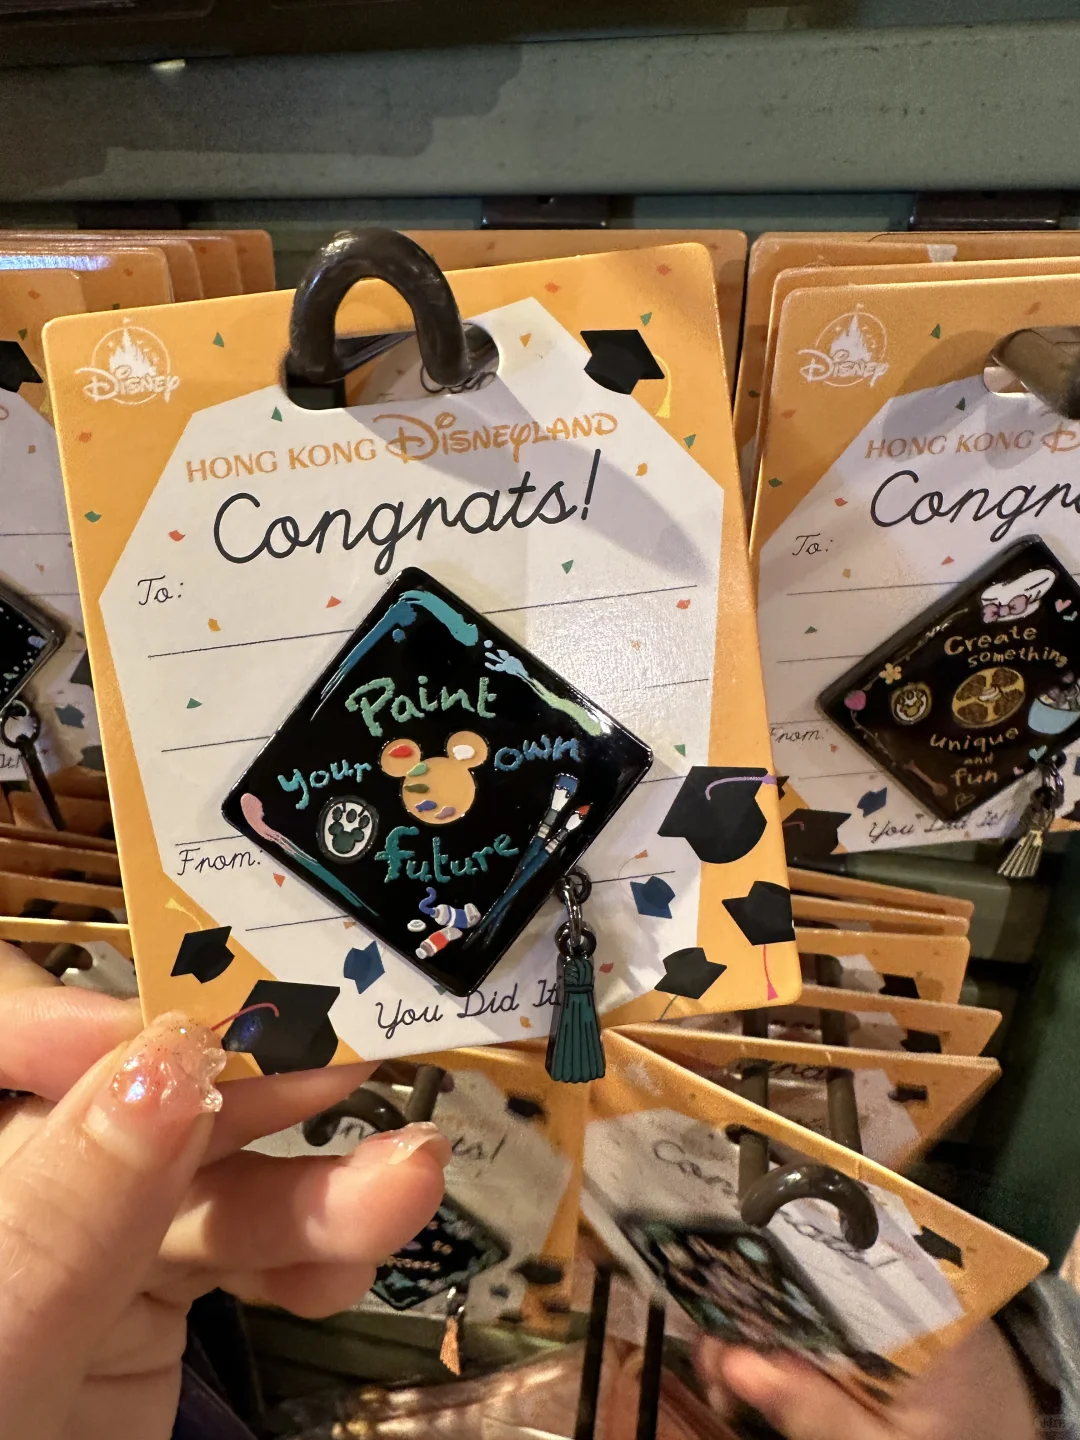 Disney
HONG KONG Disneyland
Congrats!
To:
Paint
your own
future
From:
You Did It
Disney
HONG KONG
To:
Create
something
unique
and
fun
From:
You Did It!